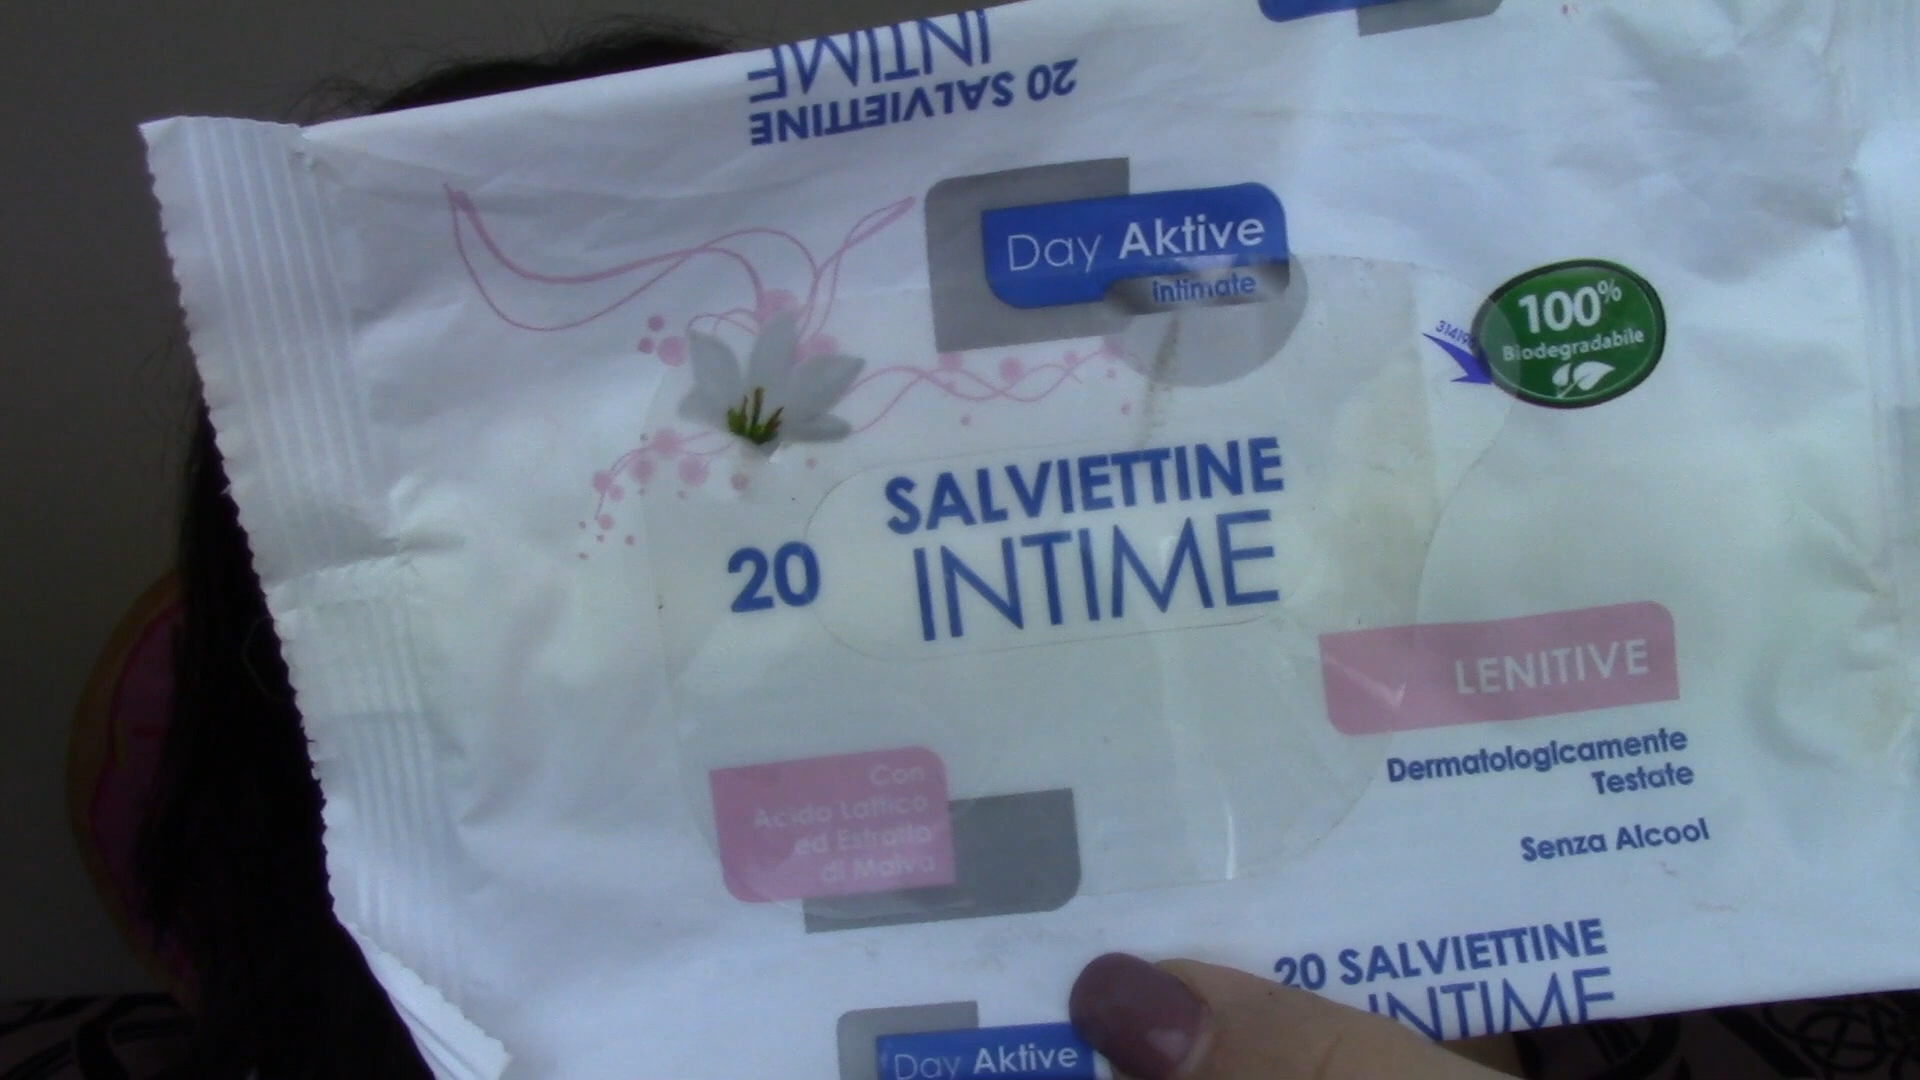 20 SALVIETTINE
INTIME
Day Aktive
intimate
100%
Biodegradabile
SALVIETTINE
20 INTIME
LENITIVE
Con
Acido Lattico
ed Estratto
di Malva
Dermatologicamente
Testate
Senza Alcool
20 SALVIETTINE
INTIME
Day Aktive